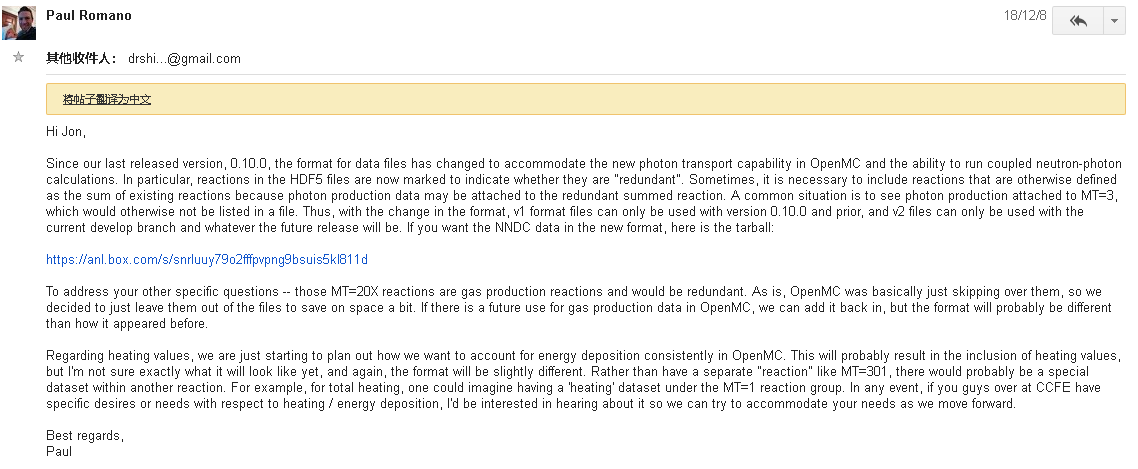 Paul Romano
18/12/8
其他收件人： drshi...@gmail.com
将帖子翻译为中文
Hi Jon,
Since our last released version, 0.10.0, the format for data files has changed to accommodate the new photon transport capability in OpenMC and the ability to run coupled neutron-photon
calculations. In particular, reactions in the HDF5 files are now marked to indicate whether they are "redundant". Sometimes, it is necessary to include reactions that are otherwise defined
as the sum of existing reactions because photon production data may be attached to the redundant summed reaction. A common situation is to see photon production attached to MT=3,
which would otherwise not be listed in a file. Thus, with the change in the format, v1 format files can only be used with version 0.10.0 and prior, and v2 files can only be used with the
current develop branch and whatever the future release will be. If you want the NNDC data in the new format, here is the tarball:
https://anl.box.com/s/snrluuy79o2fffpvpng9bsuis5kl811d
To address your other specific questions -- those MT=20X reactions are gas production reactions and would be redundant. As is, OpenMC was basically just skipping over them, so we
decided to just leave them out of the files to save on space a bit. If there is a future use for gas production data in OpenMC, we can add it back in, but the format will probably be different
than how it appeared before.
Regarding heating values, we are just starting to plan out how we want to account for energy deposition consistently in OpenMC. This will probably result in the inclusion of heating values,
but I'm not sure exactly what it will look like yet, and again, the format will be slightly different. Rather than have a separate "reaction" like MT=301, there would probably be a special
dataset within another reaction. For example, for total heating, one could imagine having a 'heating' dataset under the MT=1 reaction group. In any event, if you guys over at CCFE have
specific desires or needs with respect to heating / energy deposition, I'd be interested in hearing about it so we can try to accommodate your needs as we move forward.
Best regards,
Paul